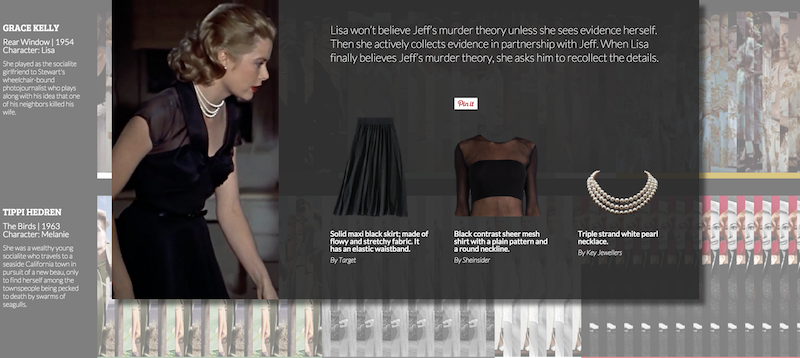 GRACE KELLY
Rear Window | 1954
Character: Lisa
She played as the socialite
girlfriend to Stewart's
wheelchair-bound
photojournalist who plays
along with his idea that one
of his neighbors killed his
wife.
TIPPI HEDREN
The Birds | 1963
Character: Melanie
She was a wealthy young
socialite who travels to a
seaside California town in
pursuit of a new beau, only
to find herself among the
townspeople being pecked
to death by swarms of
seagulls.
Lisa won't believe Jeff's murder theory unless she sees evidence herself.
Then she actively collects evidence in partnership with Jeff. When Lisa
finally believes Jeff's murder theory, she asks him to recollect the details.
Pin it
Solid maxi black skirt; made of
flowy and stretchy fabric. It
has an elastic waistband.
By Target
Black contrast sheer mesh
shirt with a plain pattern and
a round neckline.
By Sheinsider
Triple strand white pearl
necklace.
By Kay Jewellers